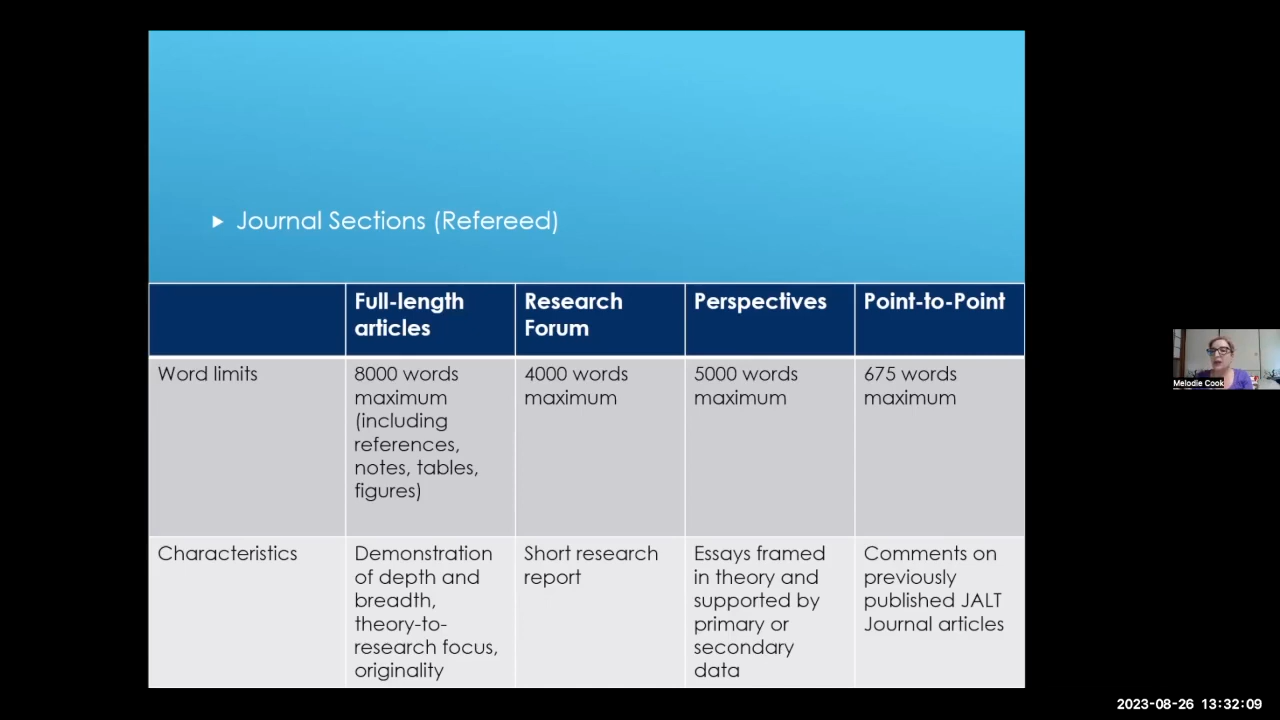 Journal Sections (Refereed)
Full-length
articles
Research
Forum
Perspectives
Point-to-Point
Word limits
8000 words
maximum
(including
references,
notes, tables,
figures)
4000 words
maximum
5000 words
maximum
675 words
maximum
Characteristics
Demonstration
of depth and
breadth,
theory-to-
research focus,
originality
Short research
report
Essays framed
in theory and
supported by
primary or
secondary
data
Comments on
previously
published JALT
Journal articles
Melodie Cook
2023-08-26 13:32:09